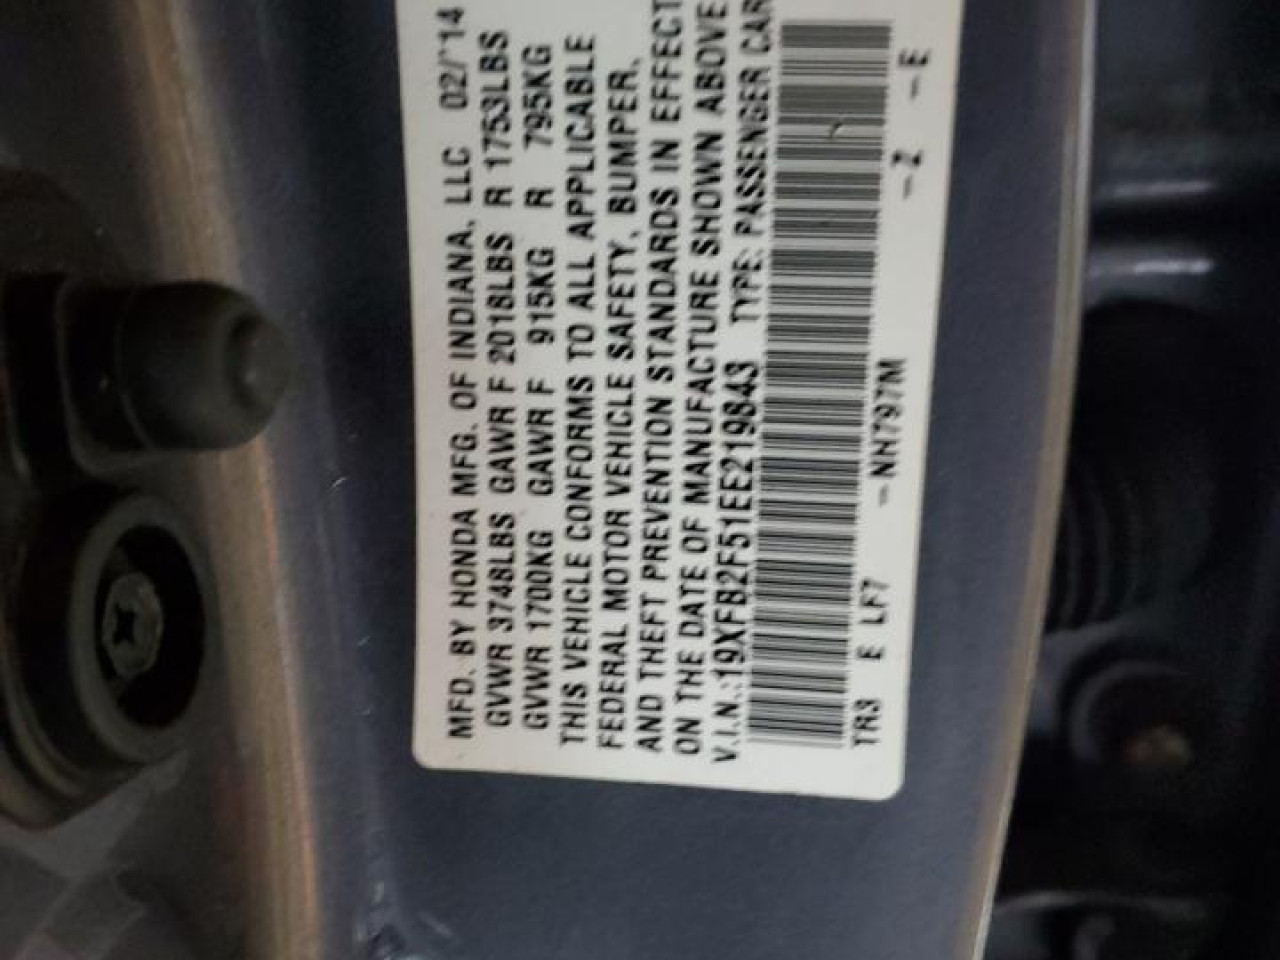 MFD. BY HONDA MFG. OF INDIANA, LLC 02/'14
GVWR 3748LBS GAWR F 2018LBS R 1753LBS
GVWR 1700KG GAWR F 915KG R 795KG
THIS VEHICLE CONFORMS TO ALL APPLICABLE
FEDERAL MOTOR VEHICLE SAFETY, BUMPER,
AND THEFT PREVENTION STANDARDS IN EFFECT
ON THE DATE OF MANUFACTURE SHOWN ABOVE
V.I.N.:19XFB2F51EE219843 TYPE: PASSENGER CAR
TR3 E LF7 -NH797M -Z -E